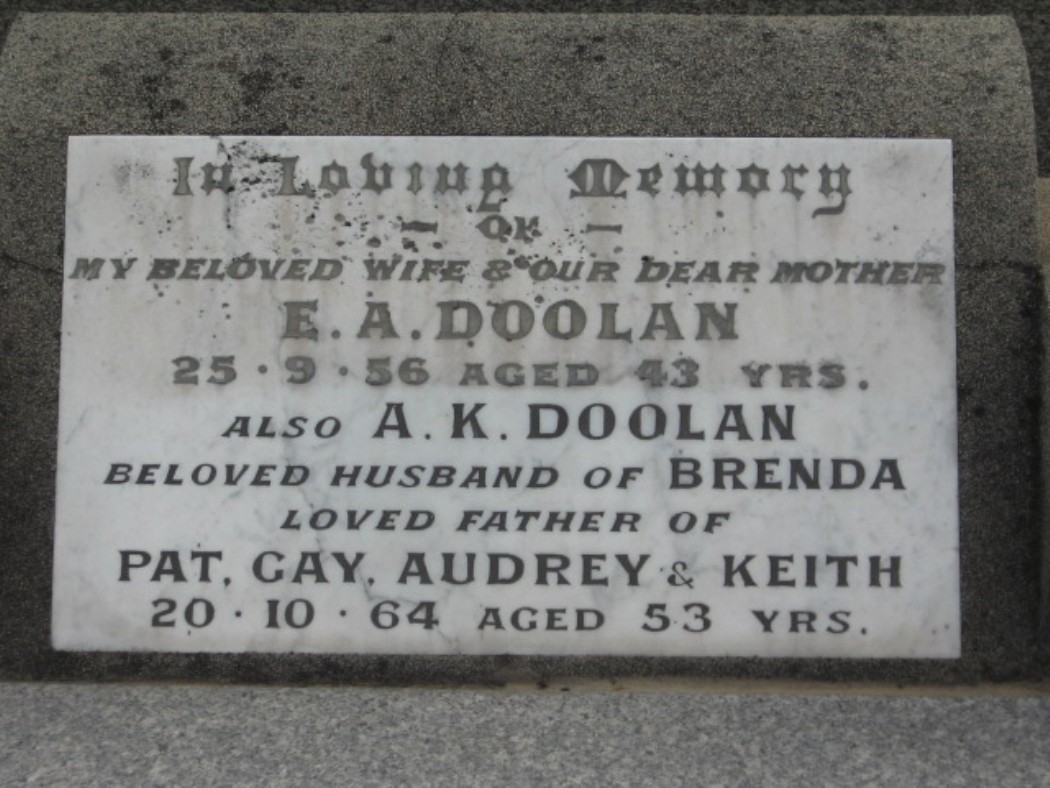 In Loving Memory
— OF —
MY BELOVED WIFE & OUR DEAR MOTHER
E. A. DOOLAN
25 · 9 · 56 AGED 43 YRS.
ALSO A. K. DOOLAN
BELOVED HUSBAND OF BRENDA
LOVED FATHER OF
PAT, GAY, AUDREY & KEITH
20 · 10 · 64 AGED 53 YRS.